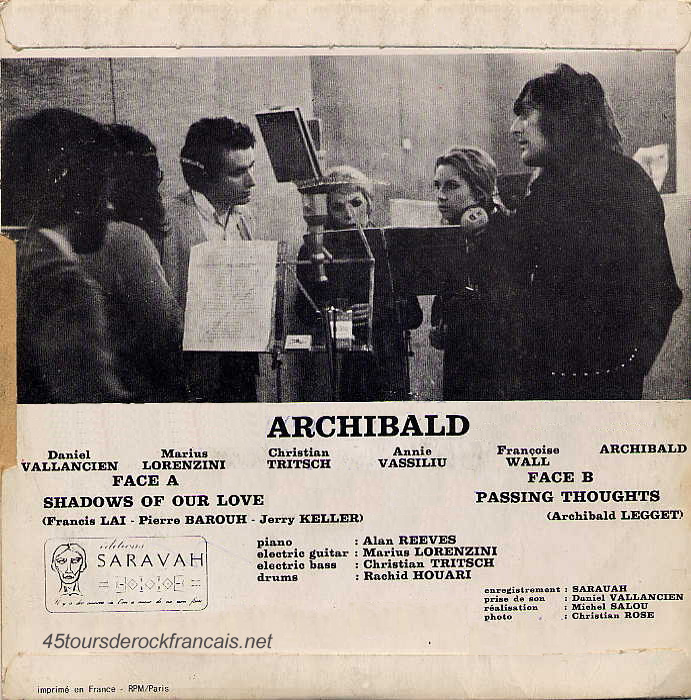 ARCHIBALD
Daniel VALLANCIEN
Marius LORENZINI
Christian TRITSCH
Annie VASSILIU
Françoise WALL
ARCHIBALD
FACE A
SHADOWS OF OUR LOVE
(Francis LAI - Pierre BAROUH - Jerry KELLER)
FACE B
PASSING THOUGHTS
(Archibald LEGGET)
éditions
SARAVAH
piano : Alan REEVES
electric guitar : Marius LORENZINI
electric bass : Christian TRITSCH
drums : Rachid HOUARI
enregistrement : SARAUAH
prise de son : Daniel VALLANCIEN
réalisation : Michel SALOU
photo : Christian ROSE
45toursderockfrancais.net
imprimé en France - RPM/Paris